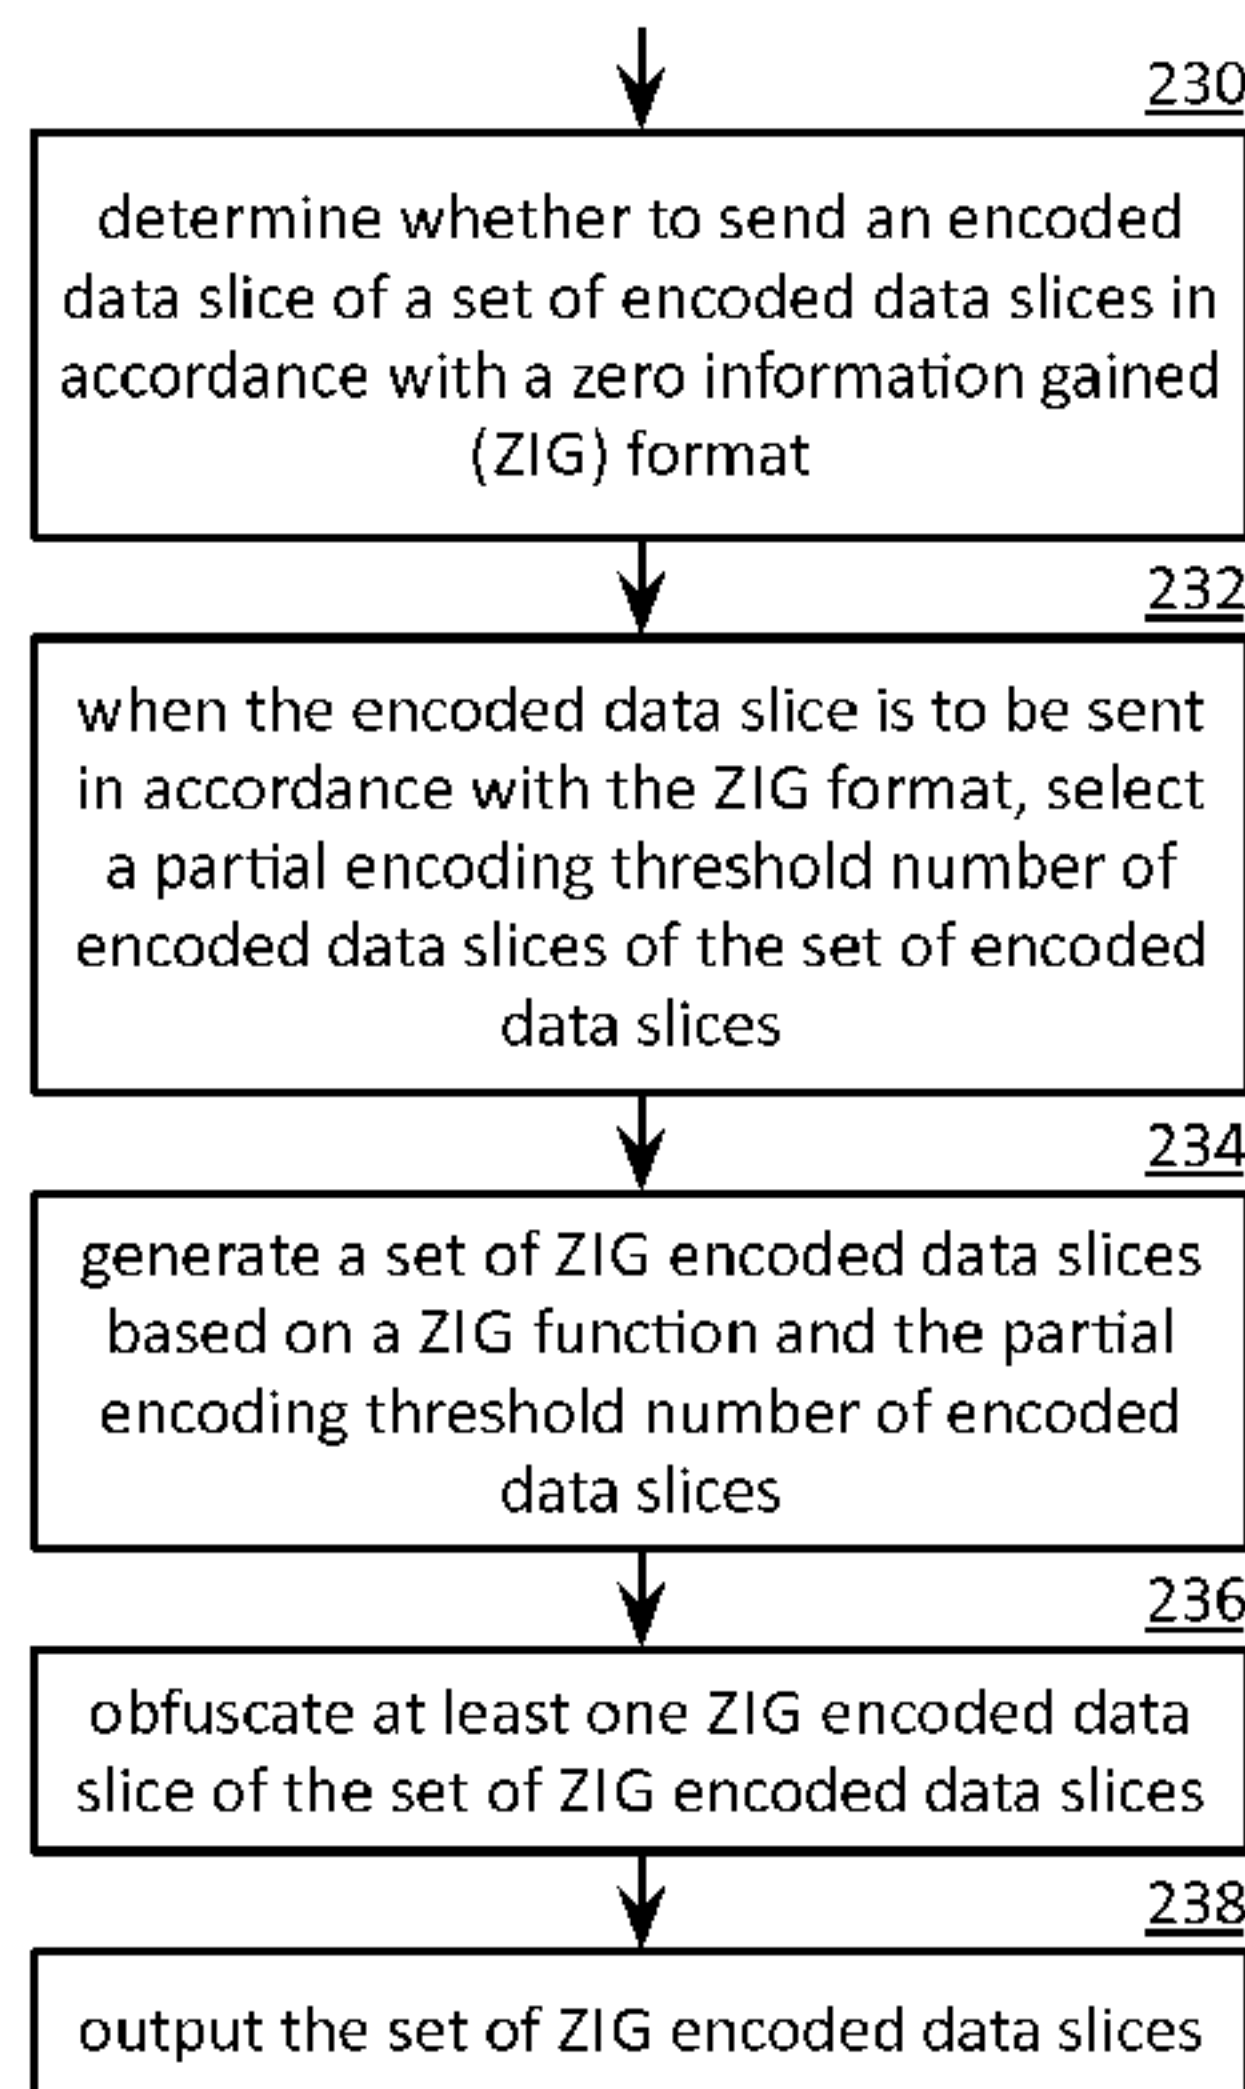 230
determine whether to send an encoded
data slice of a set of encoded data slices in
accordance with a zero information gained
(ZIG) format
232
when the encoded data slice is to be sent
in accordance with the ZIG format, select
a partial encoding threshold number of
encoded data slices of the set of encoded
data slices
234
generate a set of ZIG encoded data slices
based on a ZIG function and the partial
encoding threshold number of encoded
data slices
236
obfuscate at least one ZIG encoded data
slice of the set of ZIG encoded data slices
238
output the set of ZIG encoded data slices